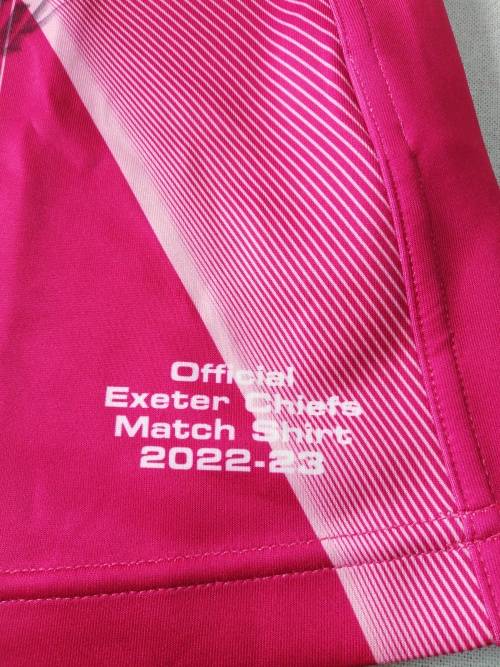 Official
Exeter Chiefs
Match Shirt
2022-23